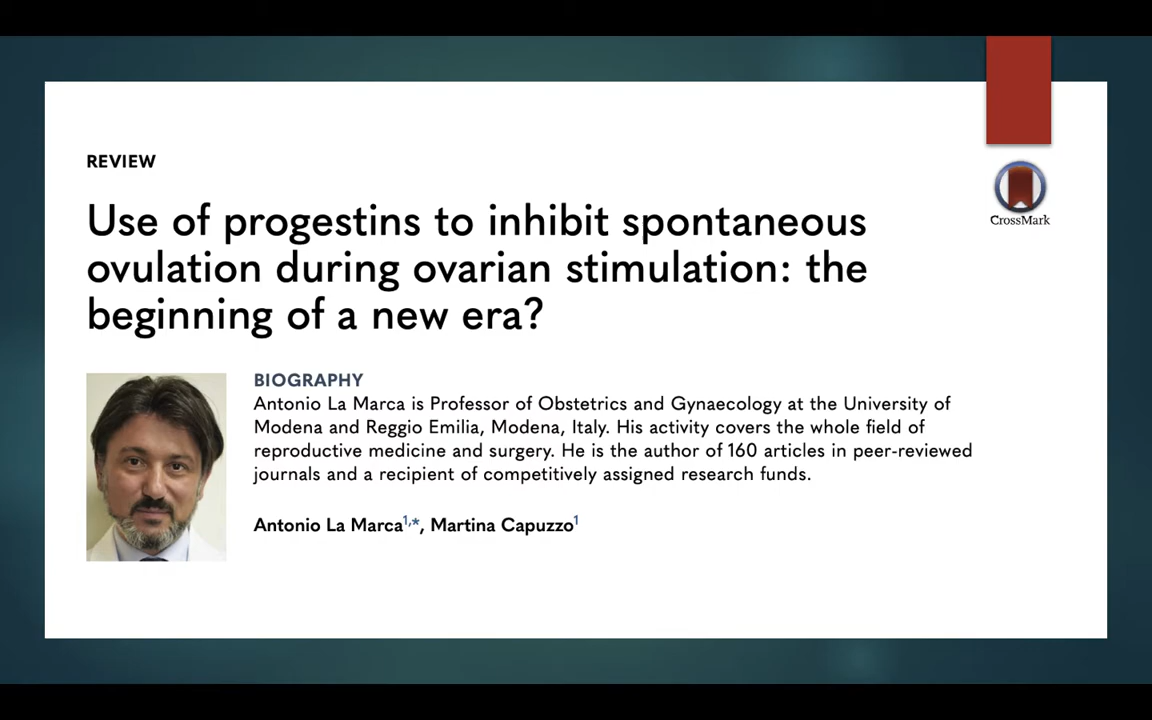 REVIEW
CrossMark
Use of progestins to inhibit spontaneous
ovulation during ovarian stimulation: the
beginning of a new era?
BIOGRAPHY
Antonio La Marca is Professor of Obstetrics and Gynaecology at the University of
Modena and Reggio Emilia, Modena, Italy. His activity covers the whole field of
reproductive medicine and surgery. He is the author of 160 articles in peer-reviewed
journals and a recipient of competitively assigned research funds.
Antonio La Marca1,*, Martina Capuzzo1